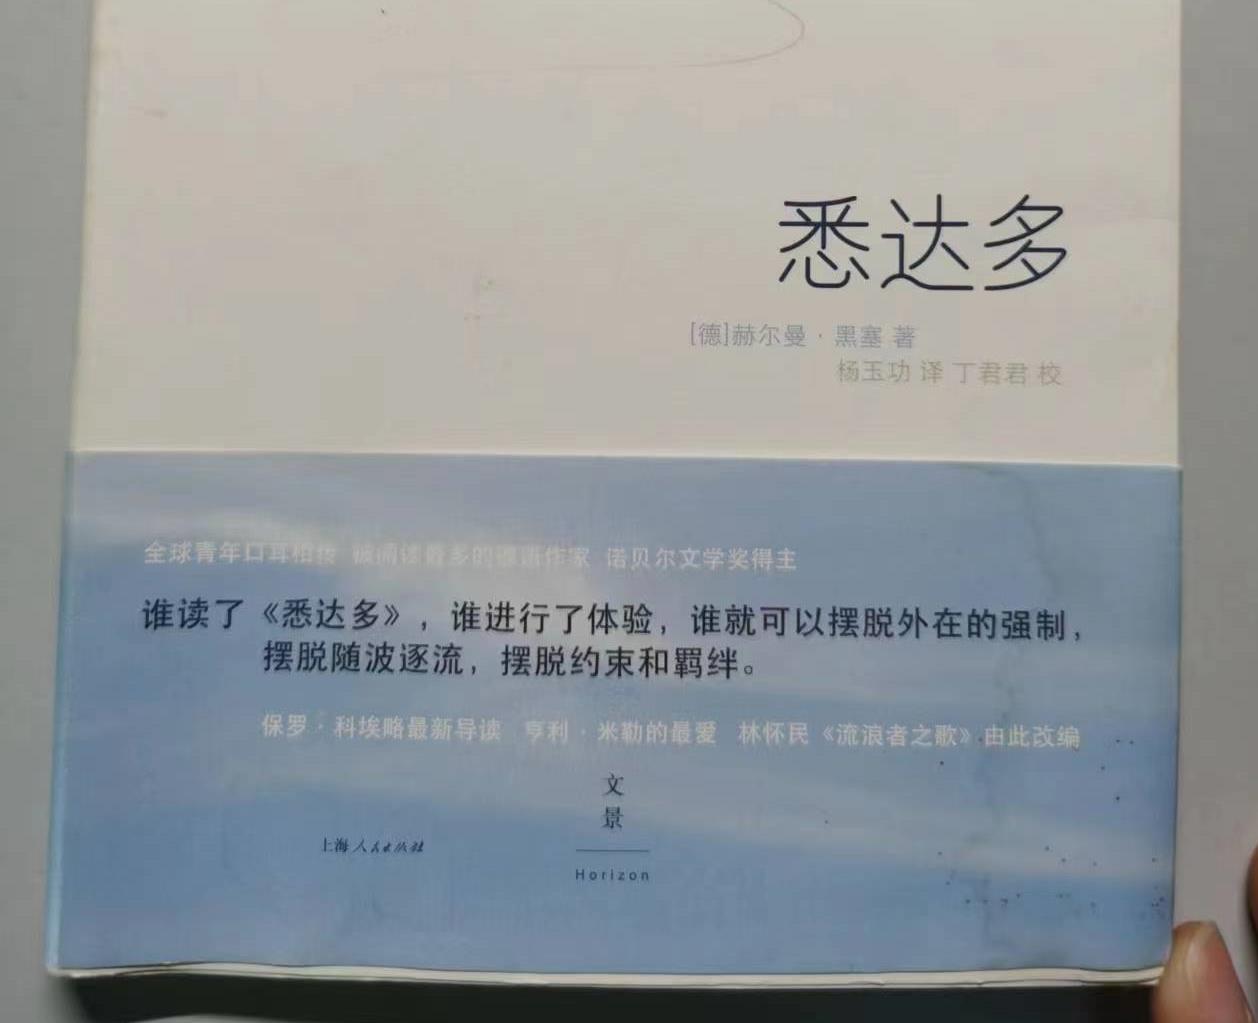 悉达多
[德]赫尔曼·黑塞 著
杨玉功 译 丁君君 校
全球青年口耳相传 被诵读最多的德语作家 诺贝尔文学奖得主
谁读了《悉达多》，谁进行了体验，谁就可以摆脱外在的强制，
摆脱随波逐流，摆脱约束和羁绊。
保罗·科埃略最新导读 亨利·米勒的最爱 林怀民《流浪者之歌》由此改编
文
景
上海人民出版社
Horizon